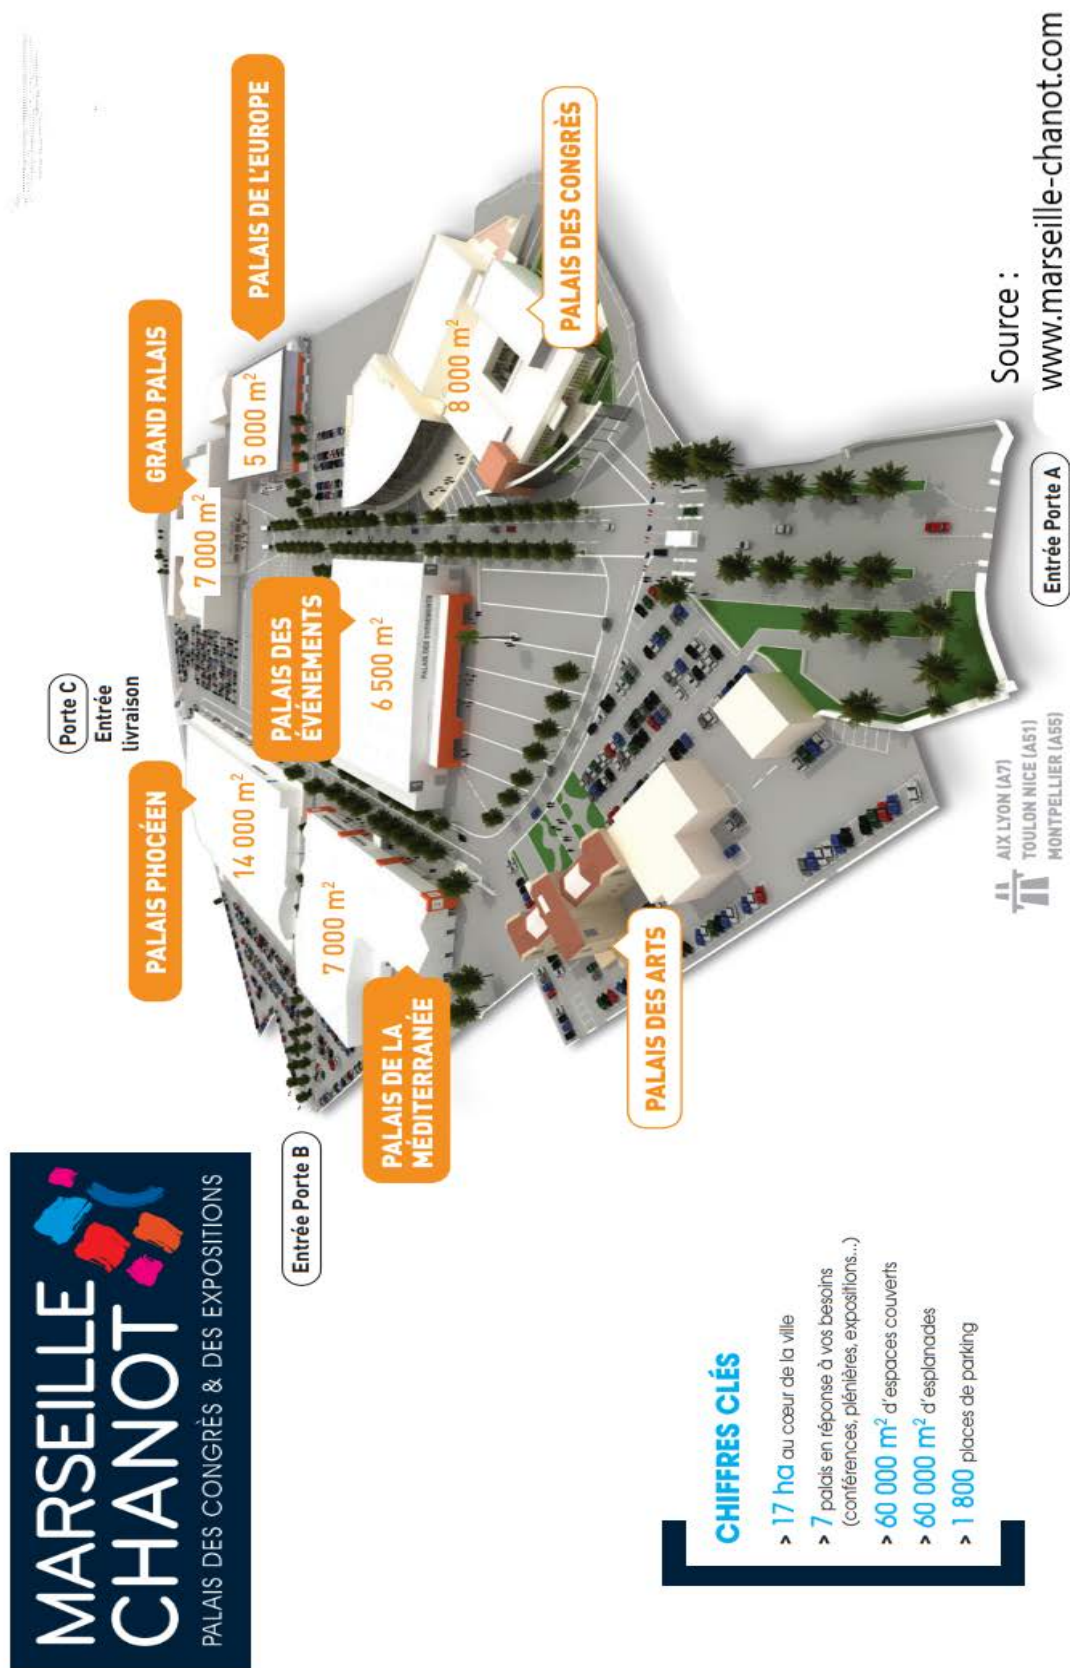 MARSEILLE
CHANOT
PALAIS DES CONGRÈS & DES EXPOSITIONS
Porte C
Entrée
livraison
PALAIS PHOCÉEN
GRAND PALAIS
PALAIS DE L'EUROPE
14 000 m²
7 000 m²
5 000 m²
Entrée Porte B
7 000 m²
PALAIS DES
ÉVÉNEMENTS
6 500 m²
PALAIS DES EVENEMENTS
8 000 m²
PALAIS DE LA
MÉDITERRANÉE
PALAIS DES CONGRÈS
PALAIS DES ARTS
CHIFFRES CLÉS
> 17 ha au cœur de la ville
> 7 palais en réponse à vos besoins
(conférences, plénières, expositions...)
> 60 000 m² d'espaces couverts
> 60 000 m² d'esplanades
> 1 800 places de parking
AIX LYON (A7)
TOULON NICE (A51)
MONTPELLIER (A55)
Entrée Porte A
Source :
www.marseille-chanot.com